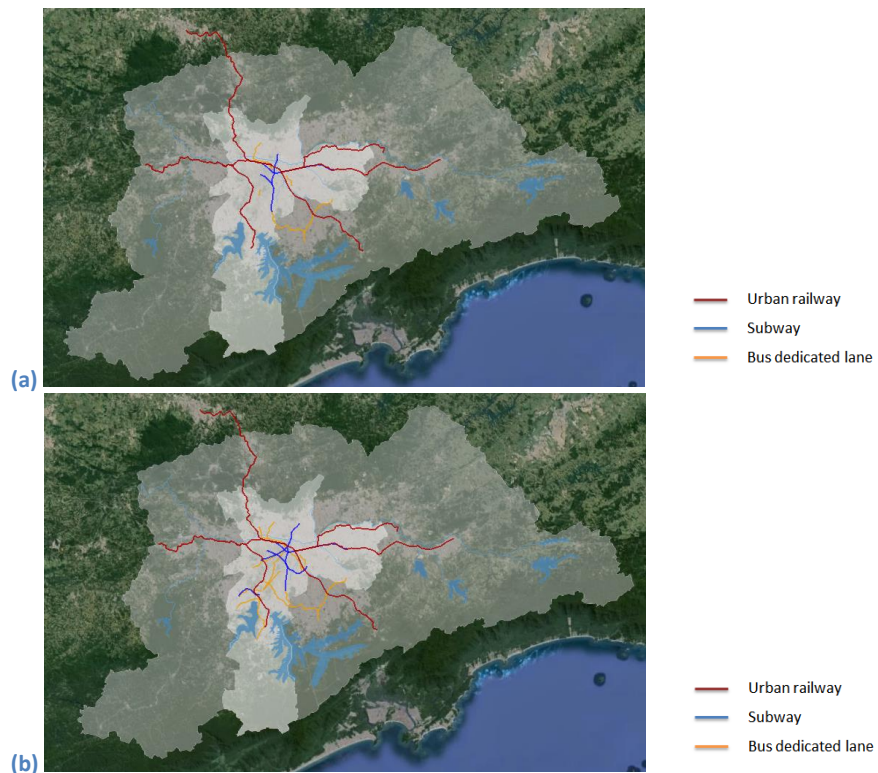 Urban railway
Subway
Bus dedicated lane
(a)
Urban railway
Subway
Bus dedicated lane
(b)